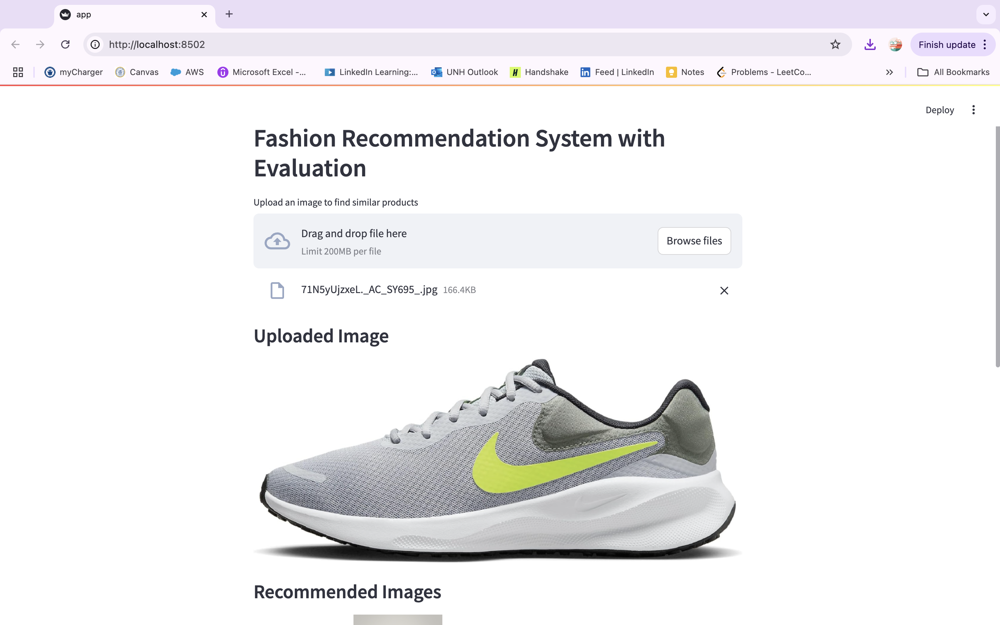 app
http://localhost:8502
Finish update
myCharger
Canvas
AWS
Microsoft Excel -...
LinkedIn Learning:...
UNH Outlook
Handshake
Feed | LinkedIn
Notes
Problems - LeetCo...
All Bookmarks
Deploy
Fashion Recommendation System with
Evaluation
Upload an image to find similar products
Drag and drop file here
Limit 200MB per file
Browse files
71N5yUjzxeL._AC_SY695_.jpg 166.4KB
Uploaded Image
Recommended Images